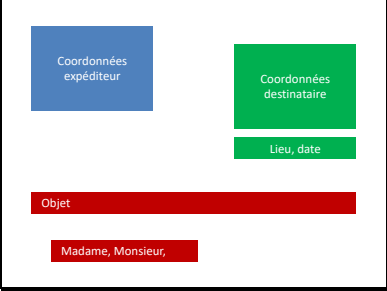 Coordonnées
expéditeur
Coordonnées
destinataire
Lieu, date
Objet
Madame, Monsieur,